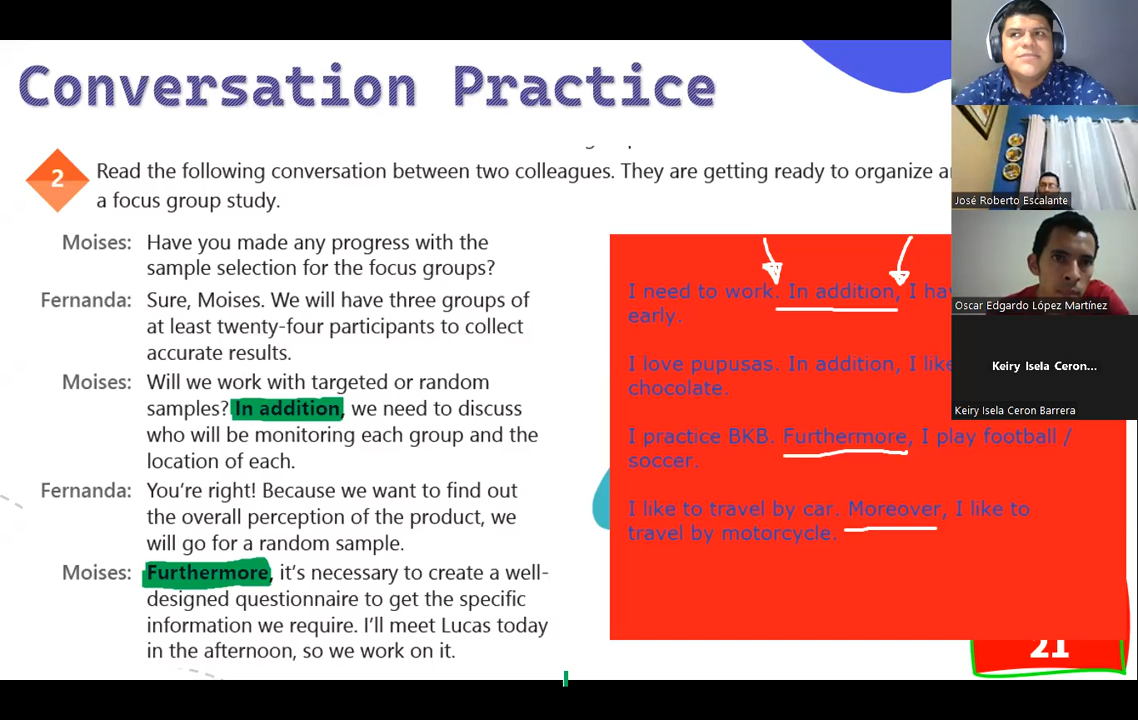 Conversation Practice
2
Read the following conversation between two colleagues. They are getting ready to organize
a focus group study.
Moises: Have you made any progress with the
sample selection for the focus groups?
Fernanda: Sure, Moises. We will have three groups of
at least twenty-four participants to collect
accurate results.
Moises: Will we work with targeted or random
samples? In addition, we need to discuss
who will be monitoring each group and the
location of each.
Fernanda: You're right! Because we want to find out
the overall perception of the product, we
will go for a random sample.
Moises: Furthermore, it's necessary to create a well-
designed questionnaire to get the specific
information we require. I'll meet Lucas today
in the afternoon, so we work on it.
I need to work. In addition, I
early.
I love pupusas. In addition, I like
chocolate.
I practice BKB. Furthermore, I play football /
soccer.
I like to travel by car. Moreover, I like to
travel by motorcycle.
21
José Roberto Escalante
Oscar Edgardo López Martínez
Keiry Isela Ceron...
Keiry Isela Ceron Barrera